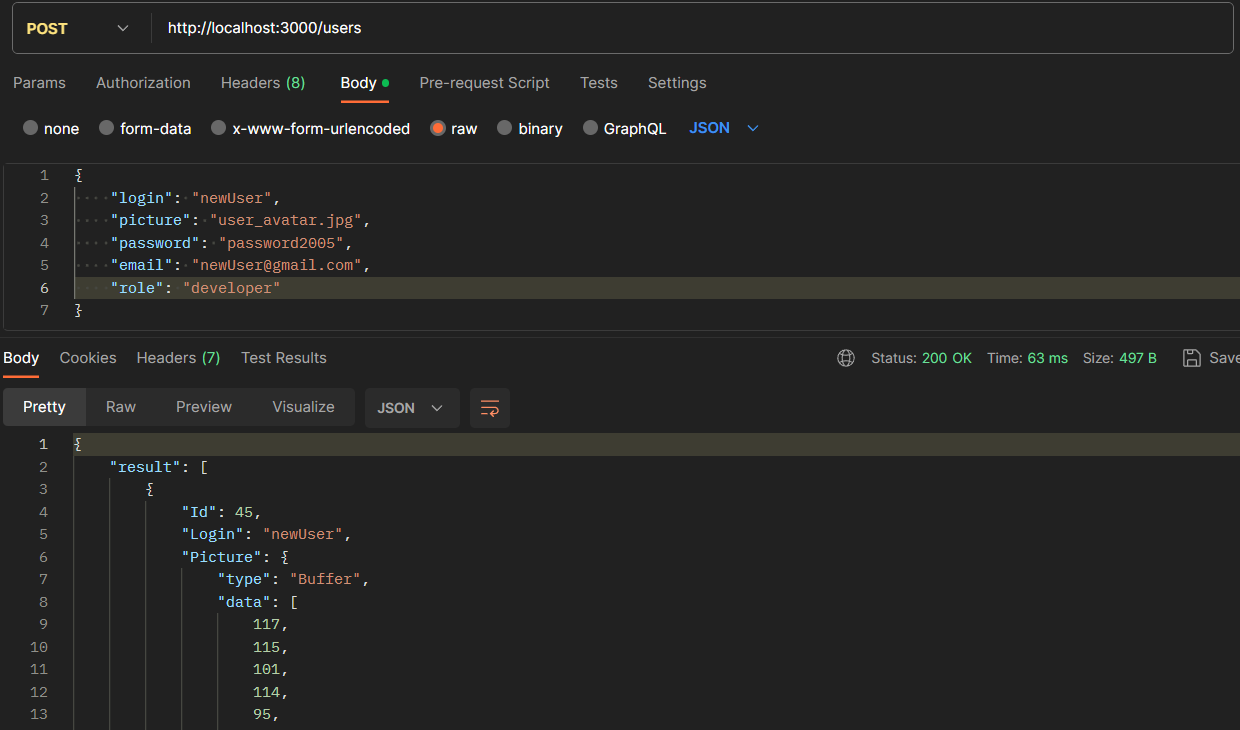 POST http://localhost:3000/users
Params Authorization Headers (8) Body Pre-request Script Tests Settings
none form-data x-www-form-urlencoded raw binary GraphQL JSON
1 {
2 "login": "newUser",
3 "picture": "user_avatar.jpg",
4 "password": "password2005",
5 "email": "newUser@gmail.com",
6 "role": "developer"
7 }
Body Cookies Headers (7) Test Results Status: 200 OK Time: 63 ms Size: 497 B Save
Pretty Raw Preview Visualize JSON
1 {
2 "result": [
3 {
4 "Id": 45,
5 "Login": "newUser",
6 "Picture": {
7 "type": "Buffer",
8 "data": [
9 117,
10 115,
11 101,
12 114,
13 95,